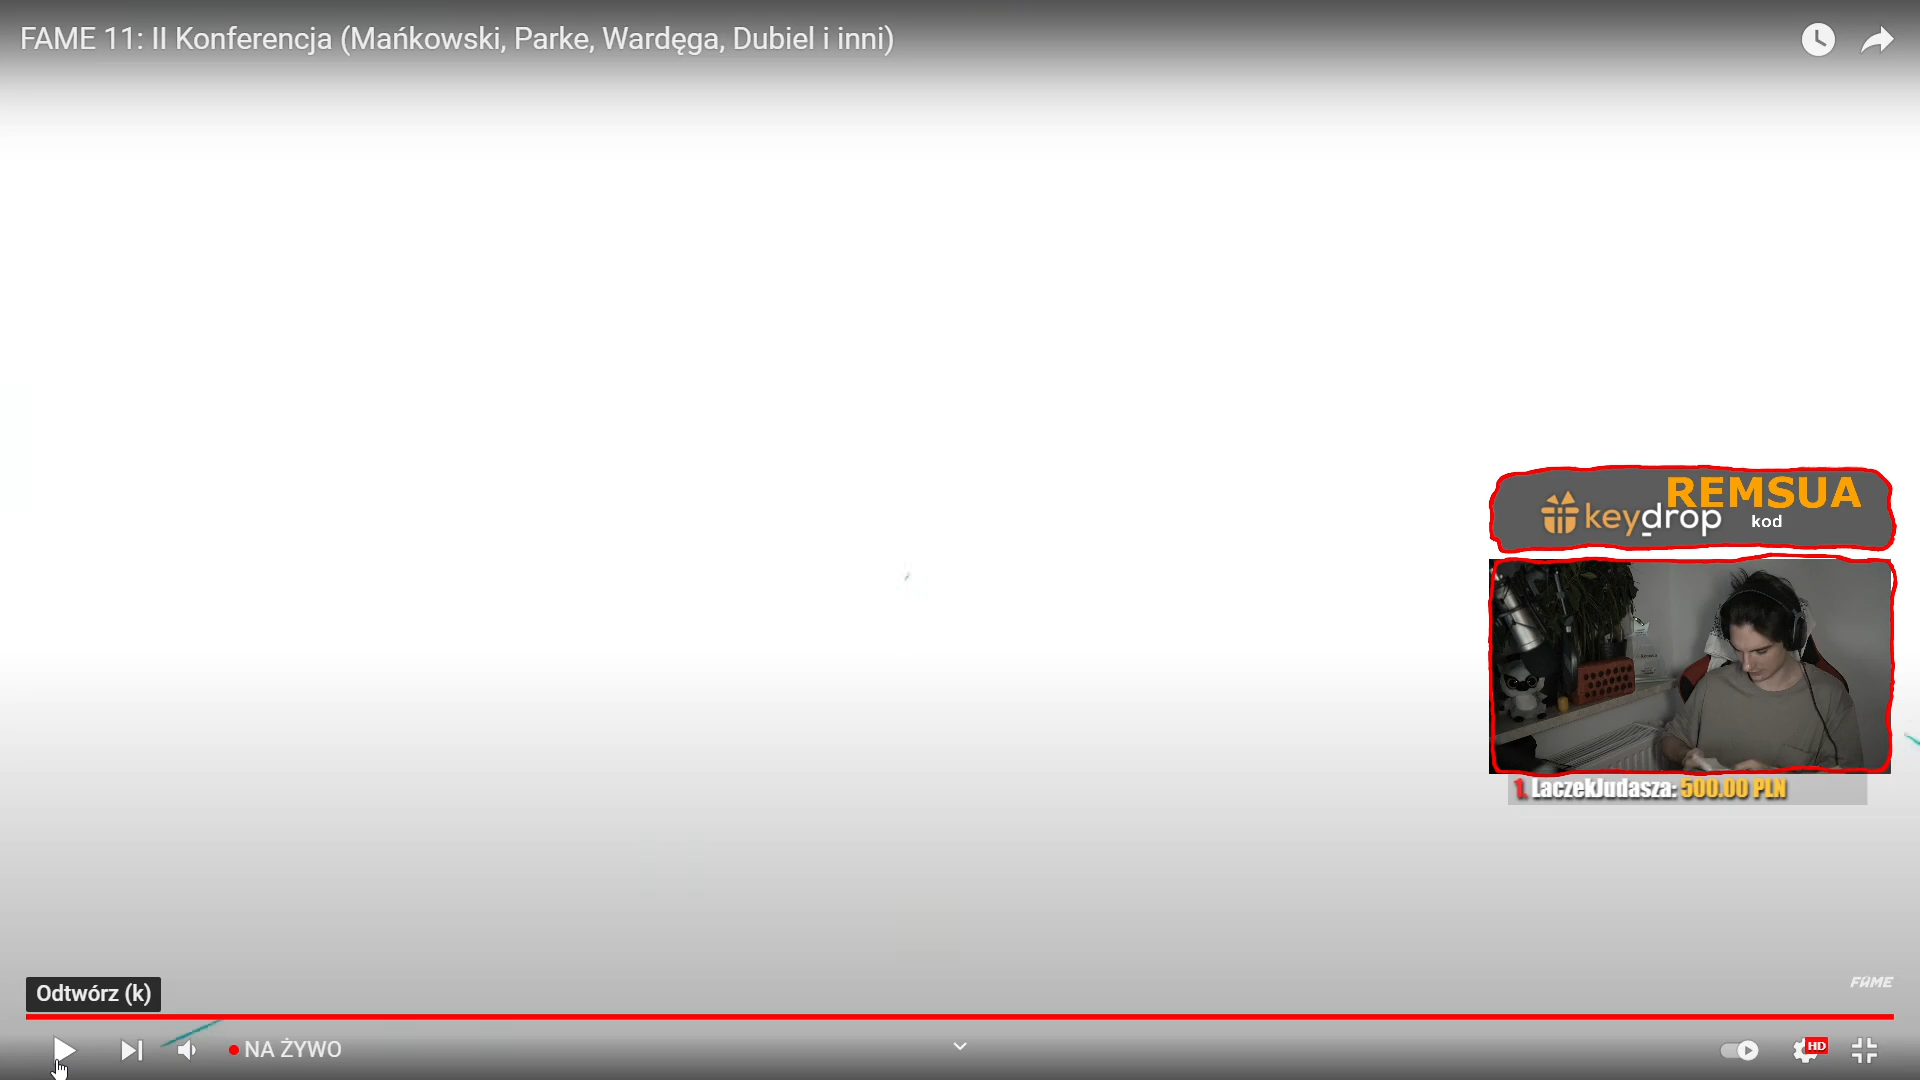 FAME 11: II Konferencja (Mańkowski, Parke, Wardęga, Dubiel i inni)
REMSUA
keydrop
kod
1. LaczekJudasza: 500.00 PLN
FAME
Odtwórz (k)
NA ŻYWO
HD